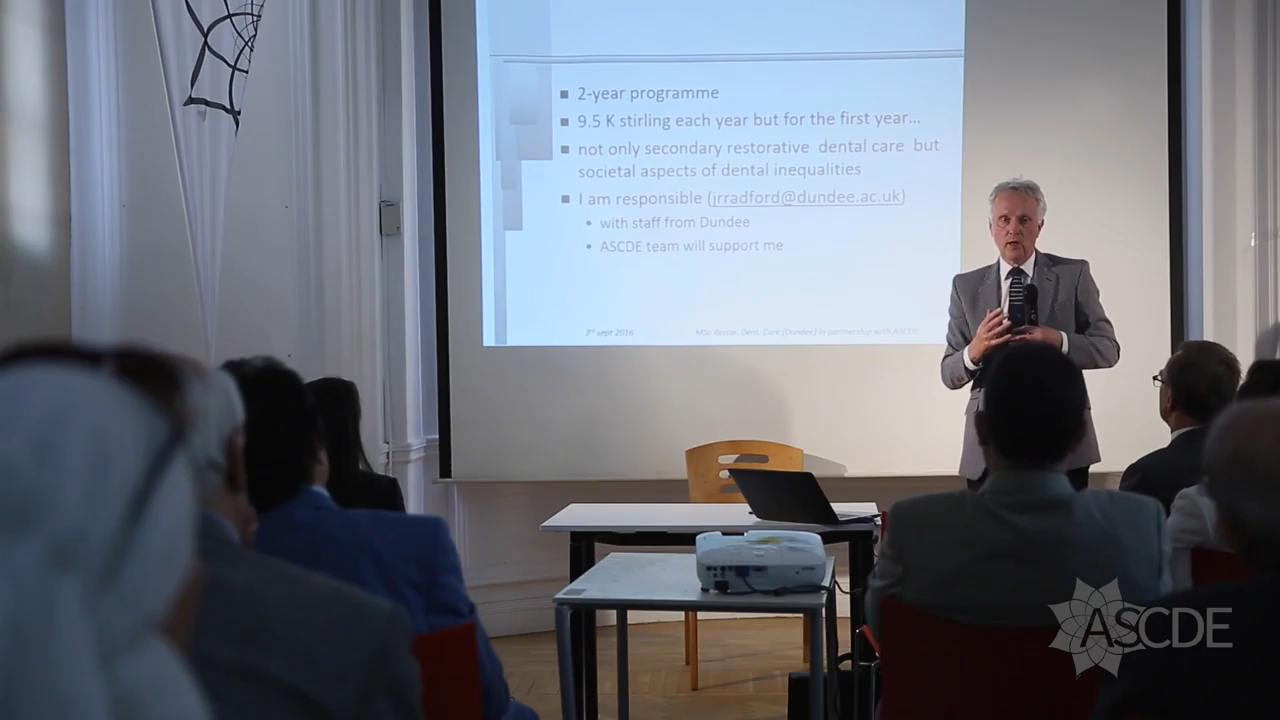 2-year programme
9.5 K stirling each year but for the first year...
not only secondary restorative dental care but
societal aspects of dental inequalities
I am responsible (jrradford@dundee.ac.uk)
with staff from Dundee
ASCDE team will support me
3rd sept 2016
MSc Restor. Dent. Care (Dundee) in partnership with ASCDE
ASCDE